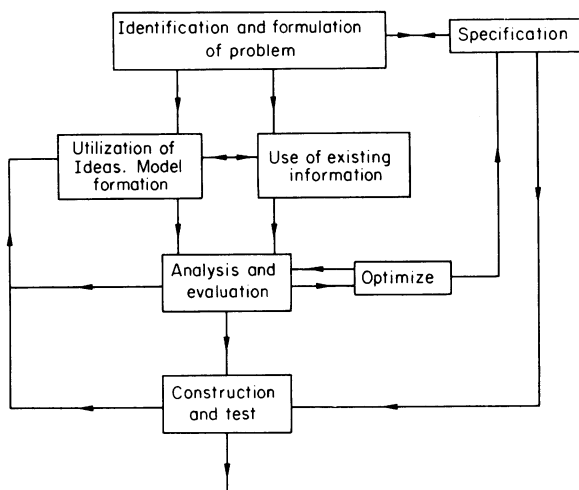 Identification and formulation
of problem
Specification
Utilization of
Ideas. Model
formation
Use of existing
information
Analysis and
evaluation
Optimize
Construction
and test